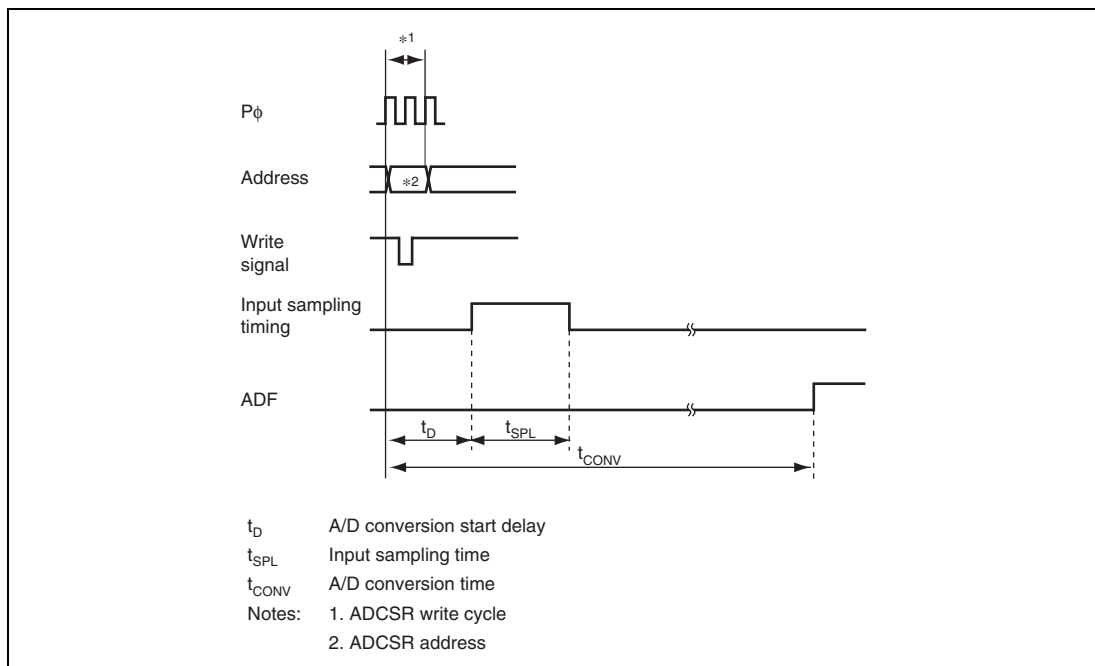 *1
Pφ
Address
*2
Write
signal
Input sampling
timing
ADF
tD
tSPL
tCONV
tD A/D conversion start delay
tSPL Input sampling time
tCONV A/D conversion time
Notes: 1. ADCSR write cycle
2. ADCSR address